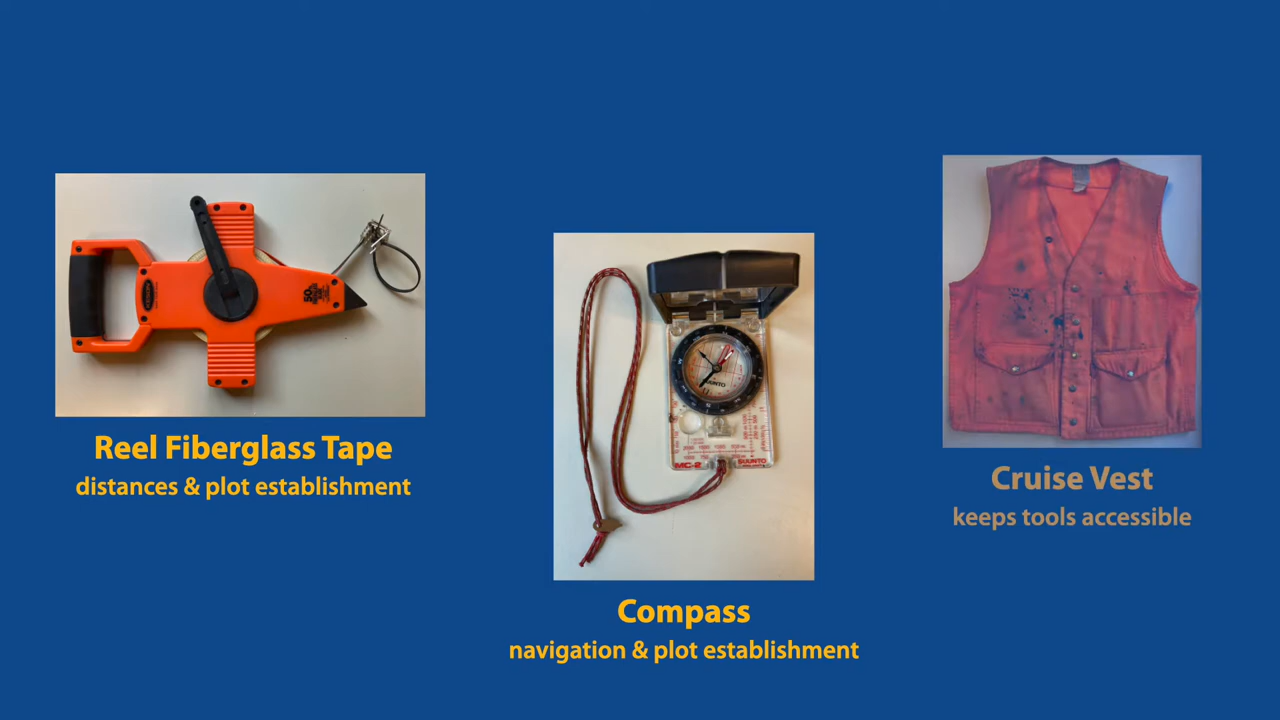 Reel Fiberglass Tape
distances & plot establishment
50
SUUNTO
MC-2
SUUNTO
Compass
navigation & plot establishment
Cruise Vest
keeps tools accessible